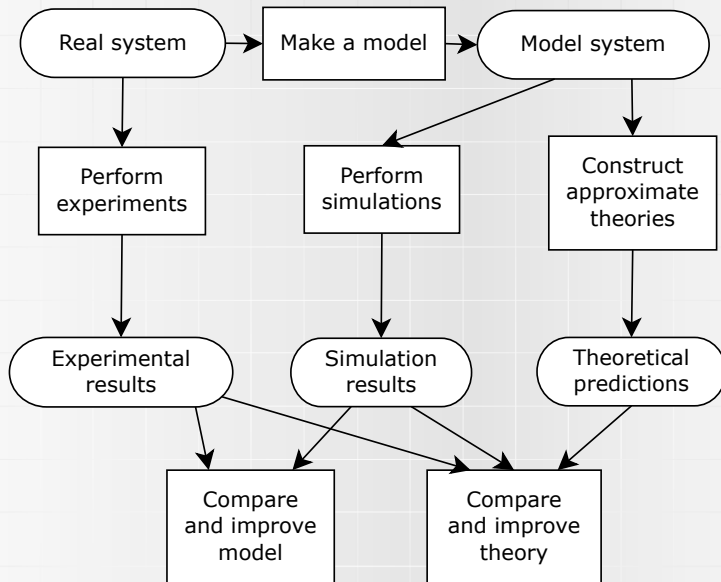 Real system
Make a model
Model system
Perform
experiments
Perform
simulations
Construct
approximate
theories
Experimental
results
Simulation
results
Theoretical
predictions
Compare
and improve
model
Compare
and improve
theory